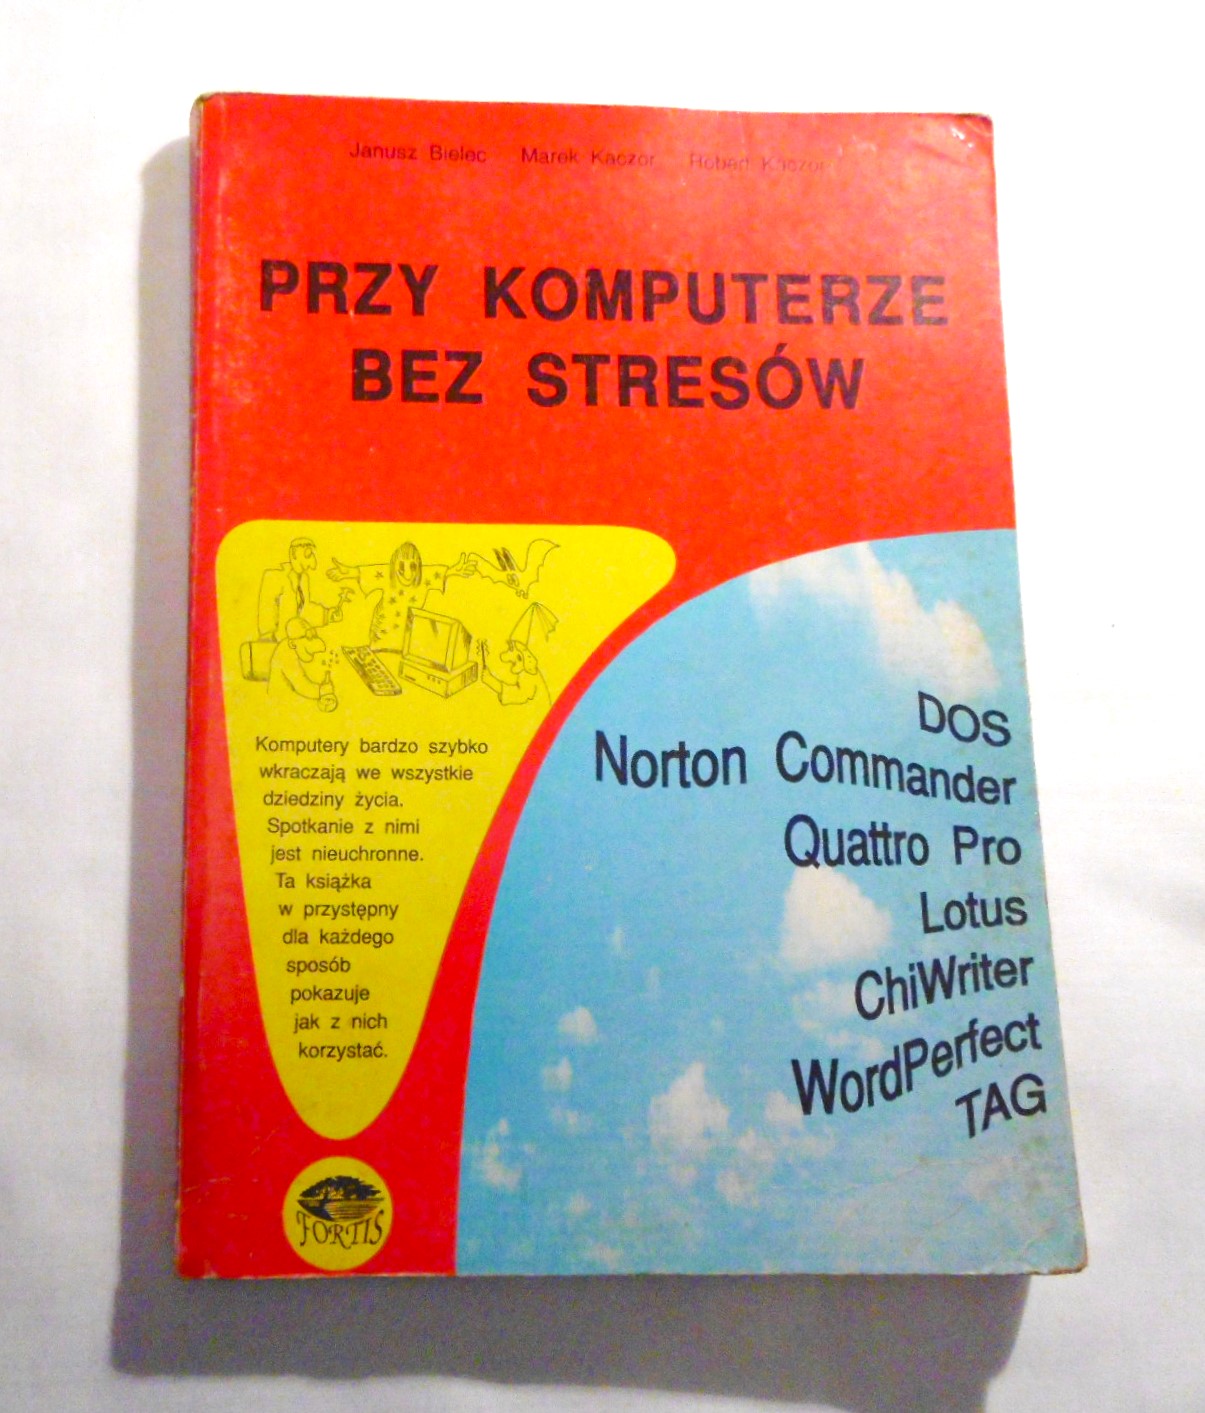 Janusz Bielec Marek Kaczor Robert Kaczor
PRZY KOMPUTERZE
BEZ STRESÓW
Komputery bardzo szybko
wkraczają we wszystkie
dziedziny życia.
Spotkanie z nimi
jest nieuchronne.
Ta książka
w przystępny
dla każdego
sposób
pokazuje
jak z nich
korzystać.
DOS
Norton Commander
Quattro Pro
Lotus
ChiWriter
WordPerfect
TAG
FORTIS